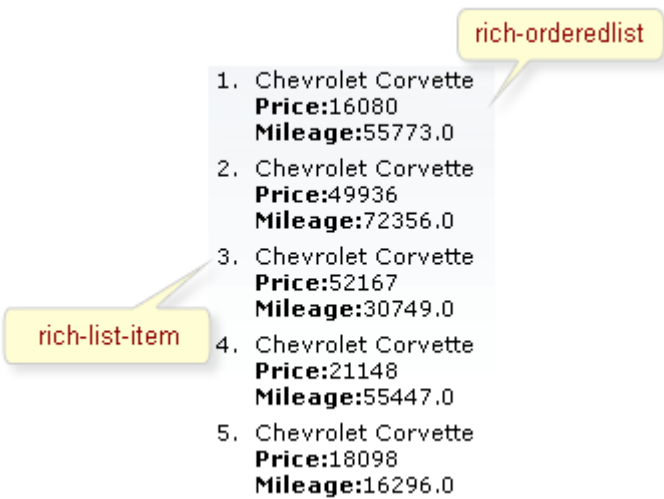 rich-orderedlist
1. Chevrolet Corvette
Price:16080
Mileage:55773.0
2. Chevrolet Corvette
Price:49936
Mileage:72356.0
3. Chevrolet Corvette
Price:52167
Mileage:30749.0
rich-list-item
4. Chevrolet Corvette
Price:21148
Mileage:55447.0
5. Chevrolet Corvette
Price:18098
Mileage:16296.0